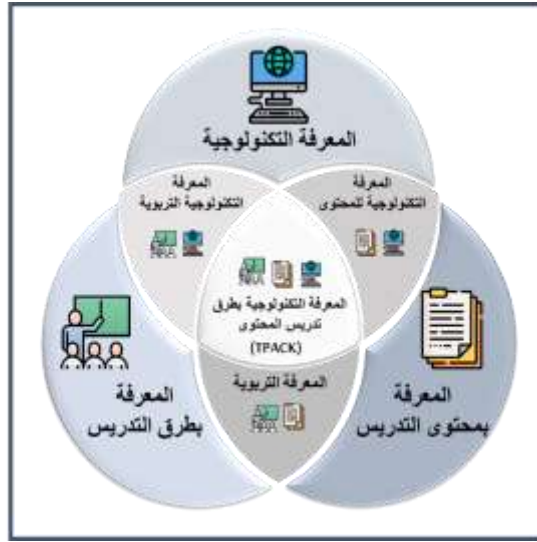 المعرفة التكنولوجية
المعرفة
التكنولوجية التربوية
المعرفة
التكنولوجية للمحتوى
المعرفة التكنولوجية بطرق
تدريس المحتوى
(TPACK)
المعرفة
بطرق التدريس
المعرفة
بمحتوى التدريس
المعرفة التربوية